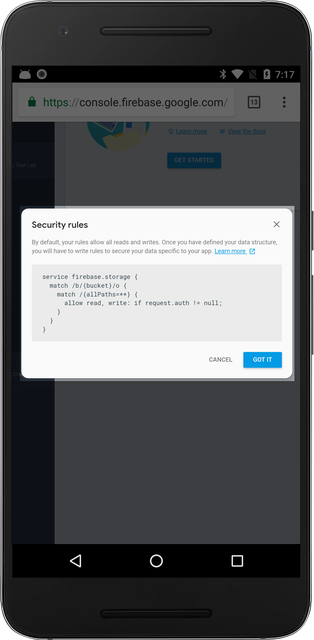 7:17
https://console.firebase.google.com/
13
Learn more
View the docs
GET STARTED
Security rules
By default, your rules allow all reads and writes. Once you have defined your data structure,
you will have to write rules to secure your data specific to your app. Learn more
service firebase.storage {
match /b/{bucket}/o {
match /{allPaths=**} {
allow read, write: if request.auth != null;
}
}
}
CANCEL
GOT IT